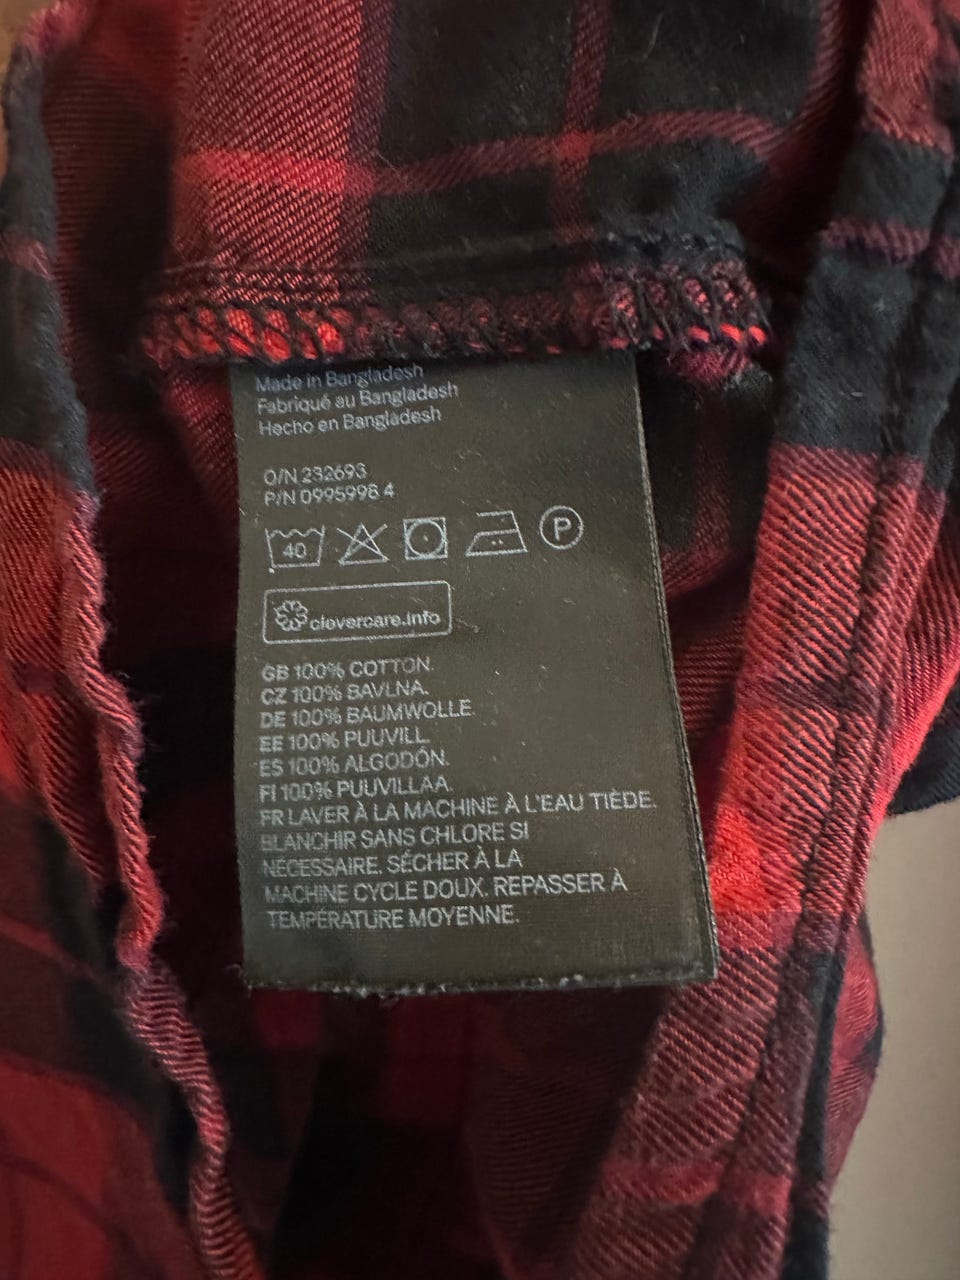 Made in Bangladesh
Fabriqué au Bangladesh
Hecho en Bangladesh
O/N 232693
P/N 0995998 4
40 P
clevercare.info
GB 100% COTTON.
CZ 100% BAVLNA.
DE 100% BAUMWOLLE.
EE 100% PUUVILL.
ES 100% ALGODÓN.
FI 100% PUUVILLAA.
FR LAVER À LA MACHINE À L'EAU TIÈDE.
BLANCHIR SANS CHLORE SI
NÉCESSAIRE. SÉCHER À LA
MACHINE CYCLE DOUX. REPASSER À
TEMPÉRATURE MOYENNE.